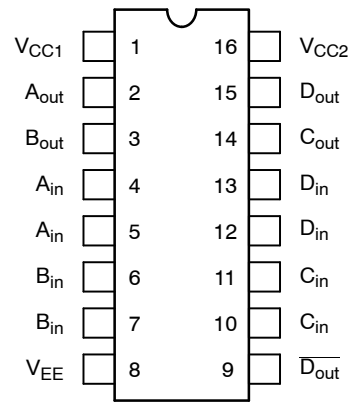 VCC1 1 16 VCC2
Aout 2 15 Dout
Bout 3 14 Cout
Ain 4 13 Din
Ain 5 12 Din
Bin 6 11 Cin
Bin 7 10 Cin
VEE 8 9 D̅o̅u̅t̅